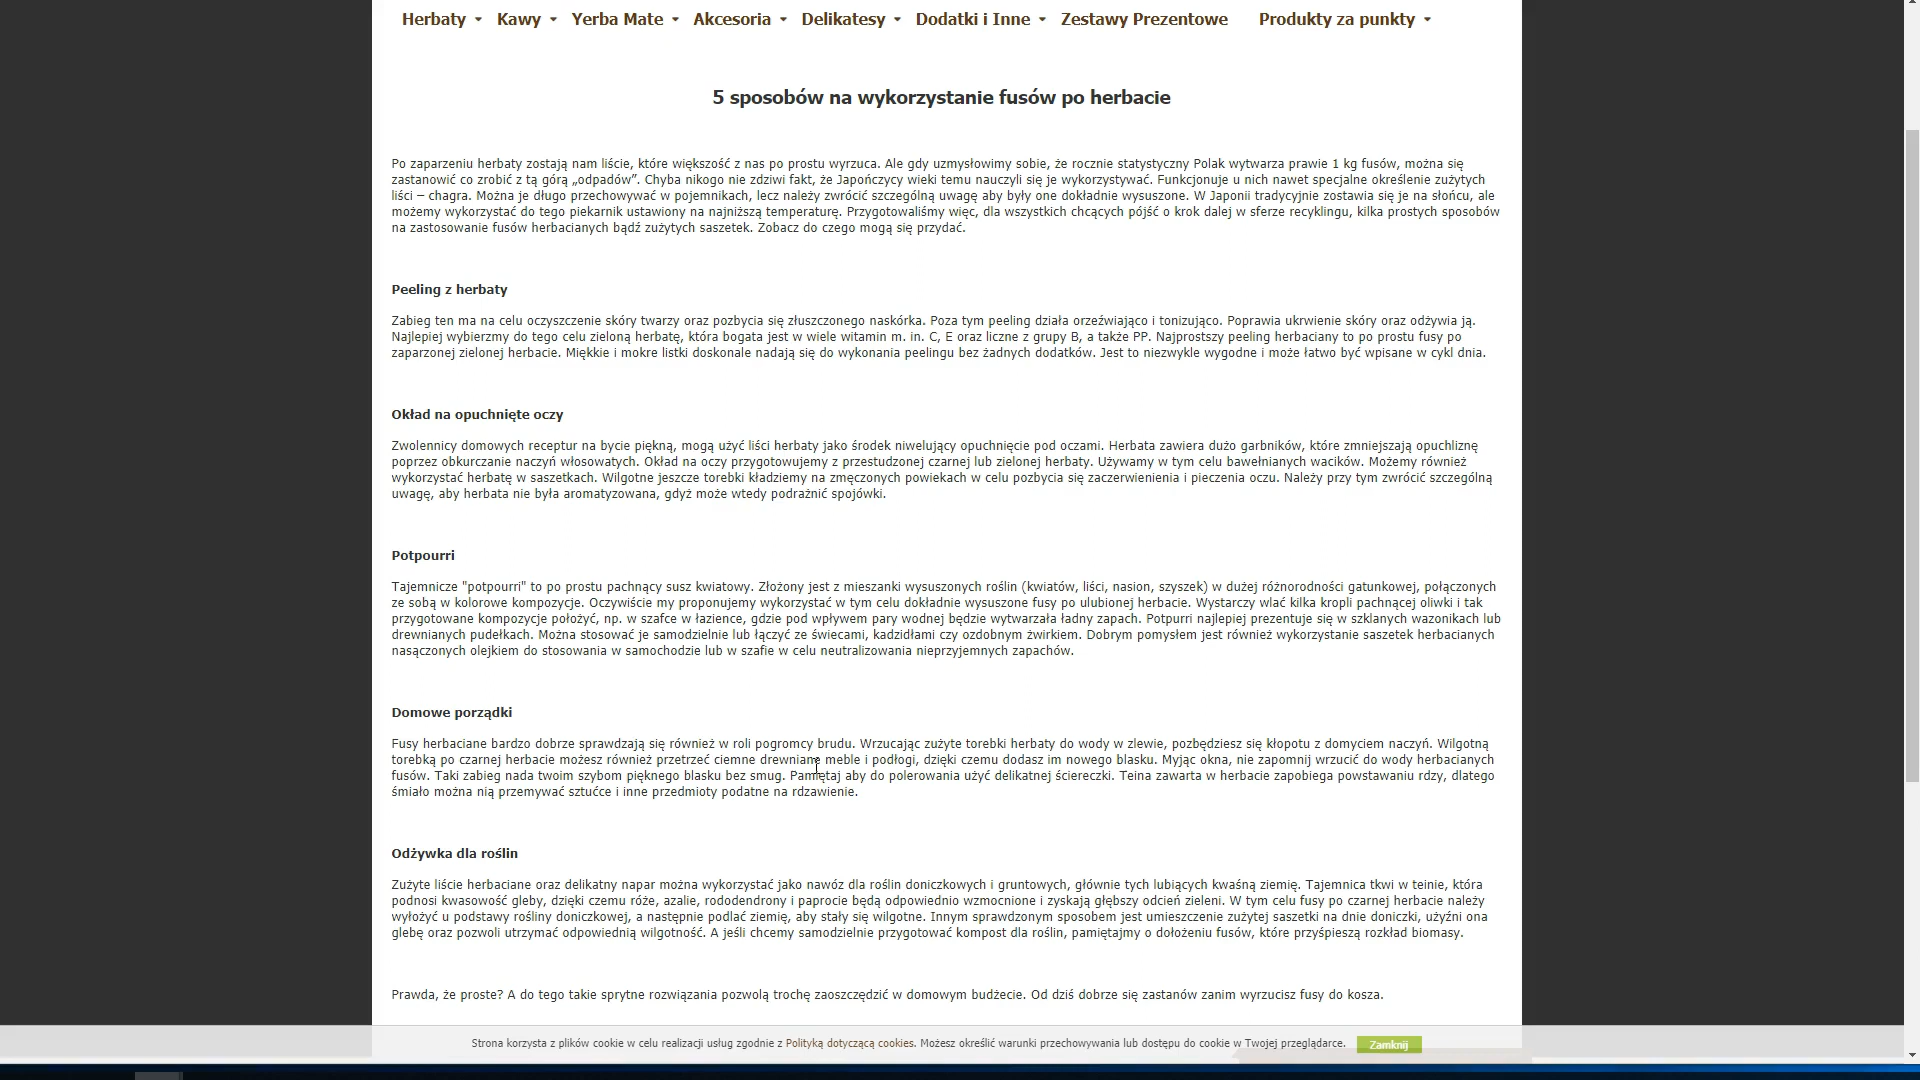 Herbaty Kawy Yerba Mate Akcesoria Delikatesy Dodatki i Inne Zestawy Prezentowe Produkty za punkty
5 sposobów na wykorzystanie fusów po herbacie
Po zaparzeniu herbaty zostają nam liście, które większość z nas po prostu wyrzuca. Ale gdy uzmysłowimy sobie, że rocznie statystyczny Polak wytwarza prawie 1 kg fusów, można się
zastanowić co zrobić z tą górą „odpadów”. Chyba nikogo nie zdziwi fakt, że Japończycy wieki temu nauczyli się je wykorzystywać. Funkcjonuje u nich nawet specjalne określenie zużytych
liści – chagra. Można je długo przechowywać w pojemnikach, lecz należy zwrócić szczególną uwagę aby były one dokładnie wysuszone. W Japonii tradycyjnie zostawia się je na słońcu, ale
możemy wykorzystać do tego piekarnik ustawiony na najniższą temperaturę. Przygotowaliśmy więc, dla wszystkich chcących pójść o krok dalej w sferze recyklingu, kilka prostych sposobów
na zastosowanie fusów herbacianych bądź zużytych saszetek. Zobacz do czego mogą się przydać.
Peeling z herbaty
Zabieg ten ma na celu oczyszczenie skóry twarzy oraz pozbycia się złuszczonego naskórka. Poza tym peeling działa orzeźwiająco i tonizująco. Poprawia ukrwienie skóry oraz odżywia ją.
Najlepiej wybierzmy do tego celu zieloną herbatę, która bogata jest w wiele witamin m. in. C, E oraz liczne z grupy B, a także PP. Najprostszy peeling herbaciany to po prostu fusy po
zaparzonej zielonej herbacie. Miękkie i mokre listki doskonale nadają się do wykonania peelingu bez żadnych dodatków. Jest to niezwykle wygodne i może łatwo być wpisane w cykl dnia.
Okład na opuchnięte oczy
Zwolennicy domowych receptur na bycie piękną, mogą użyć liści herbaty jako środek niwelujący opuchnięcie pod oczami. Herbata zawiera dużo garbników, które zmniejszają opuchliznę
poprzez obkurczanie naczyń włosowatych. Okład na oczy przygotowujemy z przestudzonej czarnej lub zielonej herbaty. Używamy w tym celu bawełnianych wacików. Możemy również
wykorzystać herbatę w saszetkach. Wilgotne jeszcze torebki kładziemy na zmęczonych powiekach w celu pozbycia się zaczerwienienia i pieczenia oczu. Należy przy tym zwrócić szczególną
uwagę, aby herbata nie była aromatyzowana, gdyż może wtedy podrażnić spojówki.
Potpourri
Tajemnicze "potpourri" to po prostu pachnący susz kwiatowy. Złożony jest z mieszanki wysuszonych roślin (kwiatów, liści, nasion, szyszek) w dużej różnorodności gatunkowej, połączonych
ze sobą w kolorowe kompozycje. Oczywiście my proponujemy wykorzystać w tym celu dokładnie wysuszone fusy po ulubionej herbacie. Wystarczy wlać kilka kropli pachnącej oliwki i tak
przygotowane kompozycje położyć, np. w szafce w łazience, gdzie pod wpływem pary wodnej będzie wytwarzała ładny zapach. Potpurri najlepiej prezentuje się w szklanych wazonikach lub
drewnianych pudełkach. Można stosować je samodzielnie lub łączyć ze świecami, kadzidłami czy ozdobnym żwirkiem. Dobrym pomysłem jest również wykorzystanie saszetek herbacianych
nasączonych olejkiem do stosowania w samochodzie lub w szafie w celu neutralizowania nieprzyjemnych zapachów.
Domowe porządki
Fusy herbaciane bardzo dobrze sprawdzają się również w roli pogromcy brudu. Wrzucając zużyte torebki herbaty do wody w zlewie, pozbędziesz się kłopotu z domyciem naczyń. Wilgotną
torebką po czarnej herbacie możesz również przetrzeć ciemne drewniane meble i podłogi, dzięki czemu dodasz im nowego blasku. Myjąc okna, nie zapomnij wrzucić do wody herbacianych
fusów. Taki zabieg nada twoim szybom pięknego blasku bez smug. Pamiętaj aby do polerowania użyć delikatnej ściereczki. Teina zawarta w herbacie zapobiega powstawaniu rdzy, dlatego
śmiało można nią przemywać sztućce i inne przedmioty podatne na rdzawienie.
Odżywka dla roślin
Zużyte liście herbaciane oraz delikatny napar można wykorzystać jako nawóz dla roślin doniczkowych i gruntowych, głównie tych lubiących kwaśną ziemię. Tajemnica tkwi w teinie, która
podnosi kwasowość gleby, dzięki czemu róże, azalie, rododendrony i paprocie będą odpowiednio wzmocnione i zyskają głębszy odcień zieleni. W tym celu fusy po czarnej herbacie należy
wyłożyć u podstawy rośliny doniczkowej, a następnie podlać ziemię, aby stały się wilgotne. Innym sprawdzonym sposobem jest umieszczenie zużytej saszetki na dnie doniczki, użyźni ona
glebę oraz pozwoli utrzymać odpowiednią wilgotność. A jeśli chcemy samodzielnie przygotować kompost dla roślin, pamiętajmy o dołożeniu fusów, które przyśpieszą rozkład biomasy.
Prawda, że proste? A do tego takie sprytne rozwiązania pozwolą trochę zaoszczędzić w domowym budżecie. Od dziś dobrze się zastanów zanim wyrzucisz fusy do kosza.
Strona korzysta z plików cookie w celu realizacji usług zgodnie z Polityką dotyczącą cookies. Możesz określić warunki przechowywania lub dostępu do cookie w Twojej przeglądarce. Zamknij